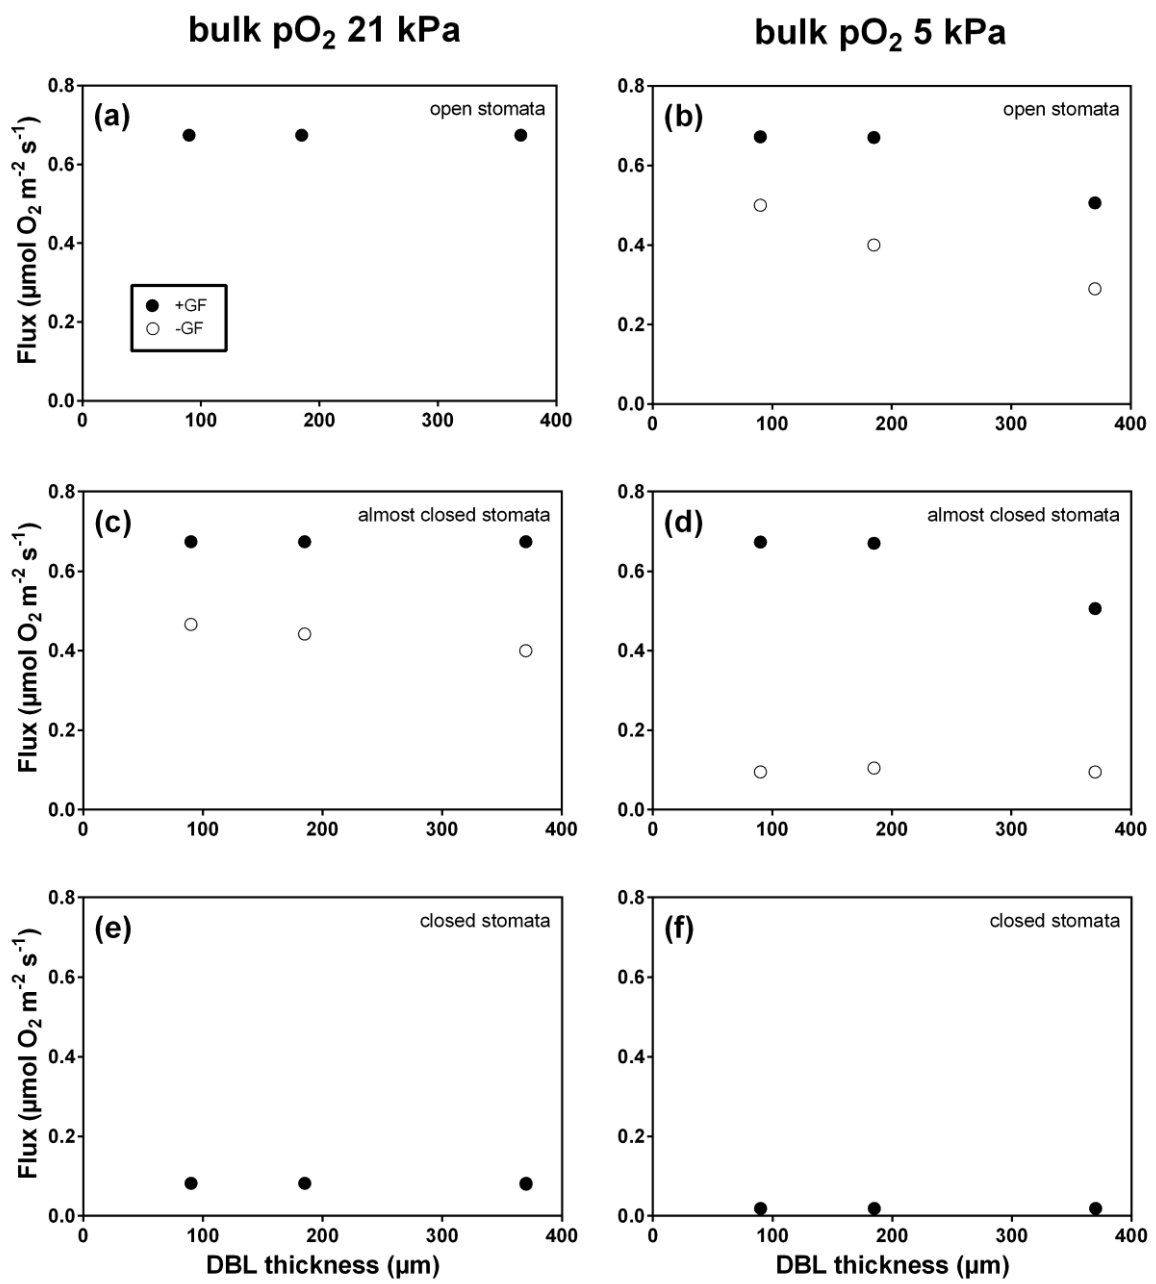 bulk pO2 21 kPa
bulk pO2 5 kPa
(a)
open stomata
Flux (µmol O2 m-2 s-1)
0.8
0.6
0.4
0.2
0.0
+GF
-GF
0 100 200 300 400
(b)
open stomata
0.8
0.6
0.4
0.2
0.0
0 100 200 300 400
(c)
almost closed stomata
Flux (µmol O2 m-2 s-1)
0.8
0.6
0.4
0.2
0.0
0 100 200 300 400
(d)
almost closed stomata
0.8
0.6
0.4
0.2
0.0
0 100 200 300 400
(e)
closed stomata
Flux (µmol O2 m-2 s-1)
0.8
0.6
0.4
0.2
0.0
0 100 200 300 400
DBL thickness (µm)
(f)
closed stomata
0.8
0.6
0.4
0.2
0.0
0 100 200 300 400
DBL thickness (µm)